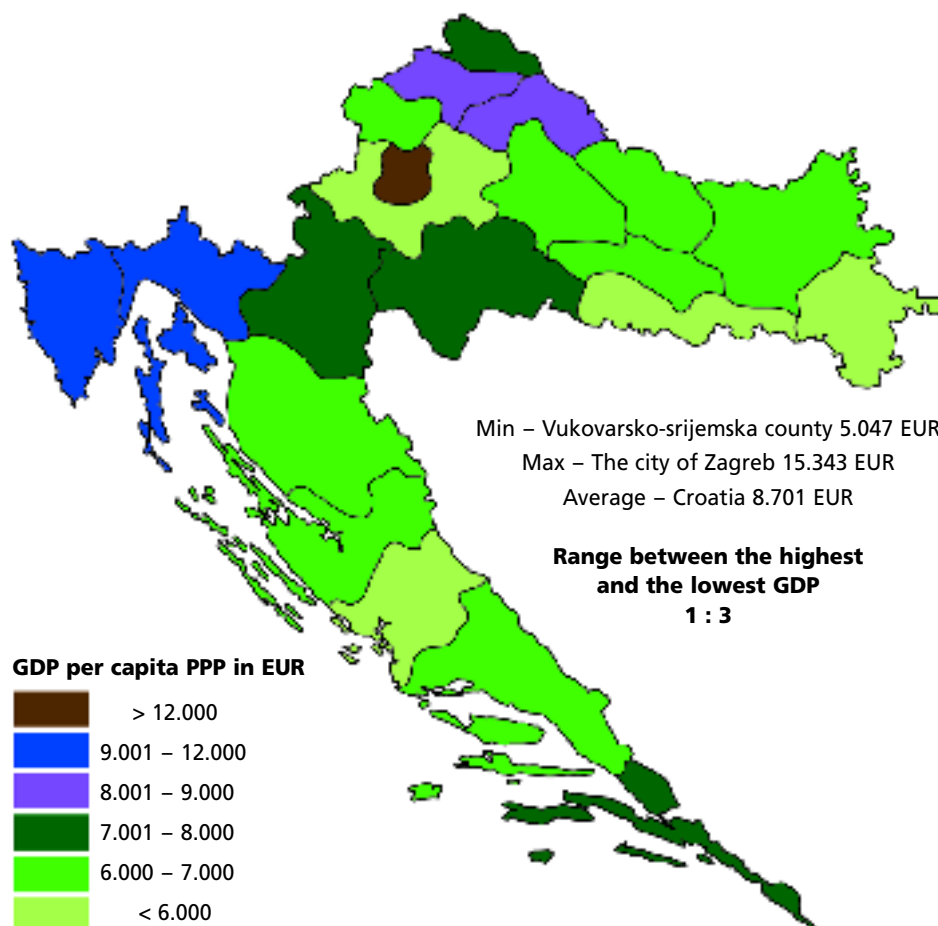 Min – Vukovarsko-srijemska county 5.047 EUR
Max – The city of Zagreb 15.343 EUR
Average – Croatia 8.701 EUR
Range between the highest
and the lowest GDP
1 : 3
GDP per capita PPP in EUR
> 12.000
9.001 – 12.000
8.001 – 9.000
7.001 – 8.000
6.000 – 7.000
< 6.000